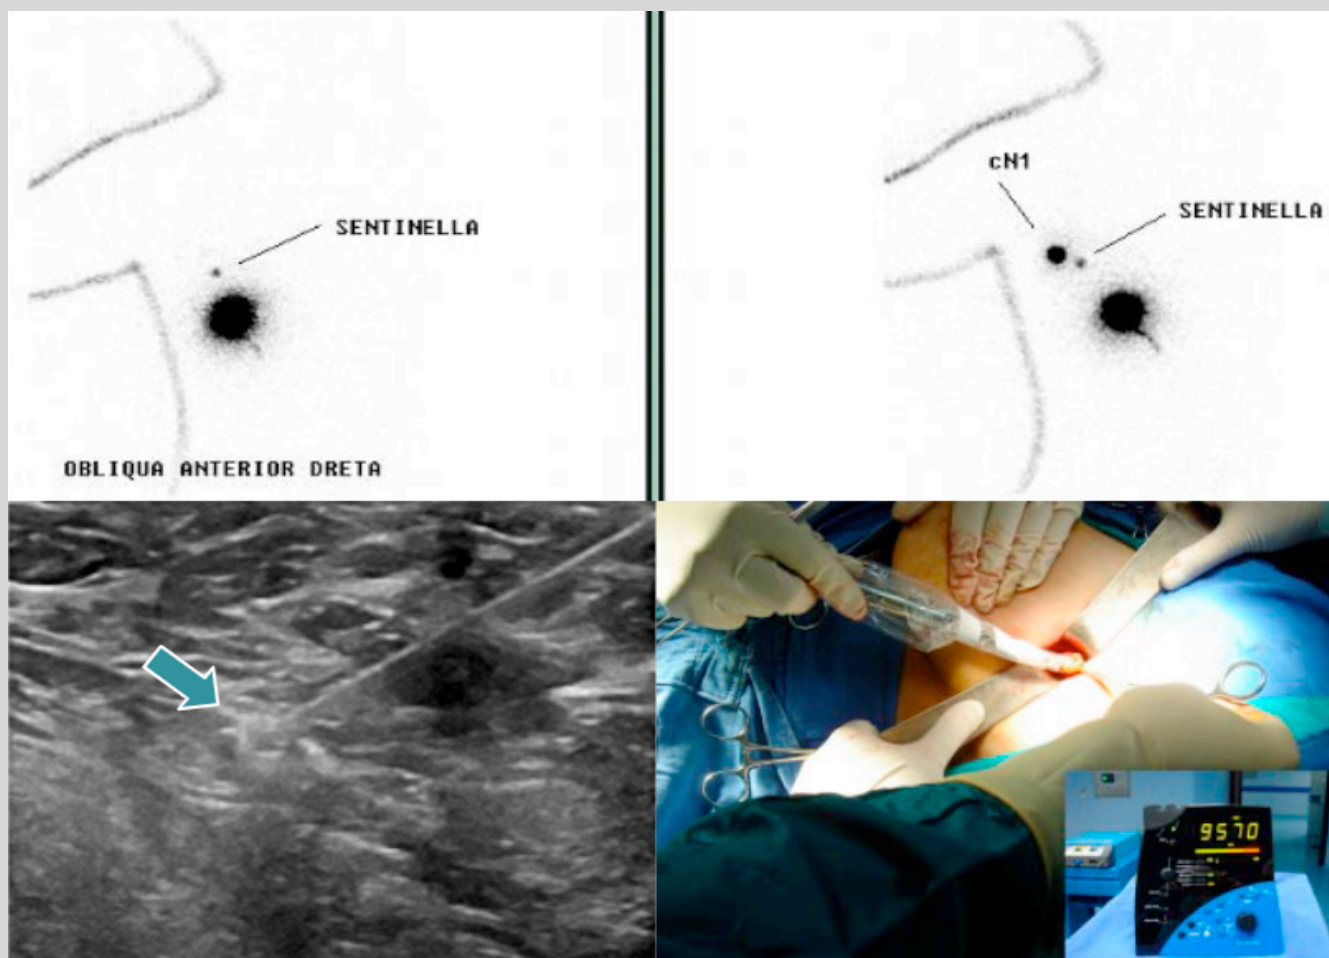 SENTINELLA
OBLIQUA ANTERIOR DRETA
cN1
SENTINELLA
9570